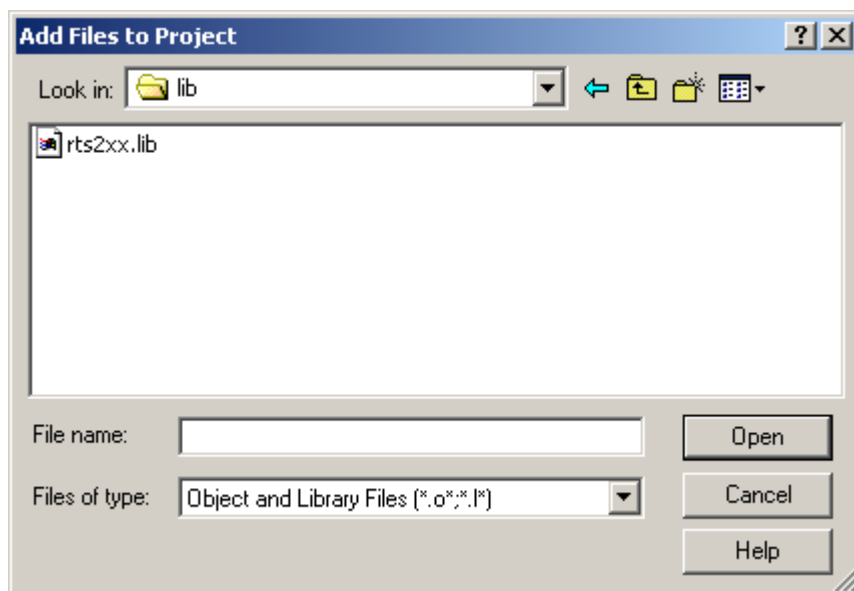 Add Files to Project
Look in: lib
rts2xx.lib
File name:
Open
Files of type: Object and Library Files (*.o*;*.l*)
Cancel
Help